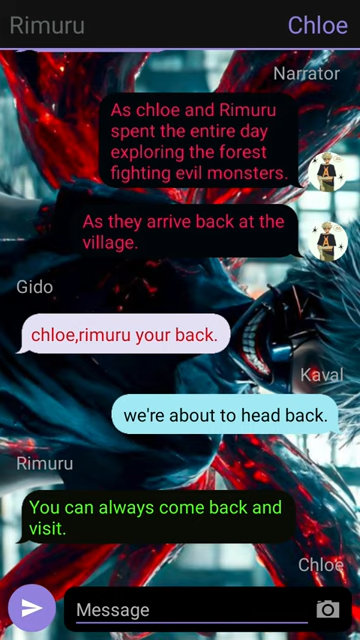 Rimuru Chloe
Narrator
As chloe and Rimuru
spent the entire day
exploring the forest
fighting evil monsters.
As they arrive back at the
village.
Gido
chloe,rimuru your back.
Kaval
we're about to head back.
Rimuru
You can always come back and
visit.
Chloe
Message